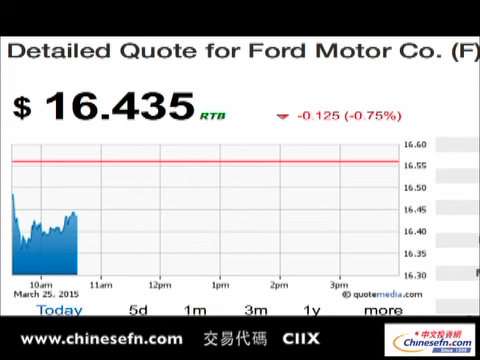 Detailed Quote for Ford Motor Co. (F)
$ 16.435 RTB -0.125 (-0.75%)
16.60
16.55
16.50
16.45
16.40
16.35
16.30
10am 11am 12pm 1pm 2pm 3pm
March 25, 2015 © quotemedia.com
Today 5d 1m 3m 1y more
www.chinesefn.com 交易代碼 CIIX
中文投資網
Chinesefn.com
Since 1999